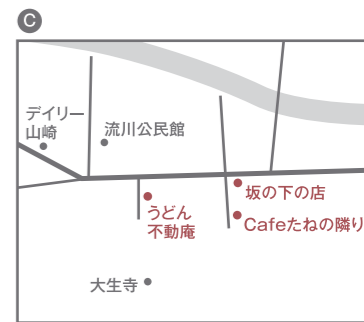 C
デイリー
山崎
流川公民館
坂の下の店
うどん
不動庵
Cafeたねの隣り
大生寺